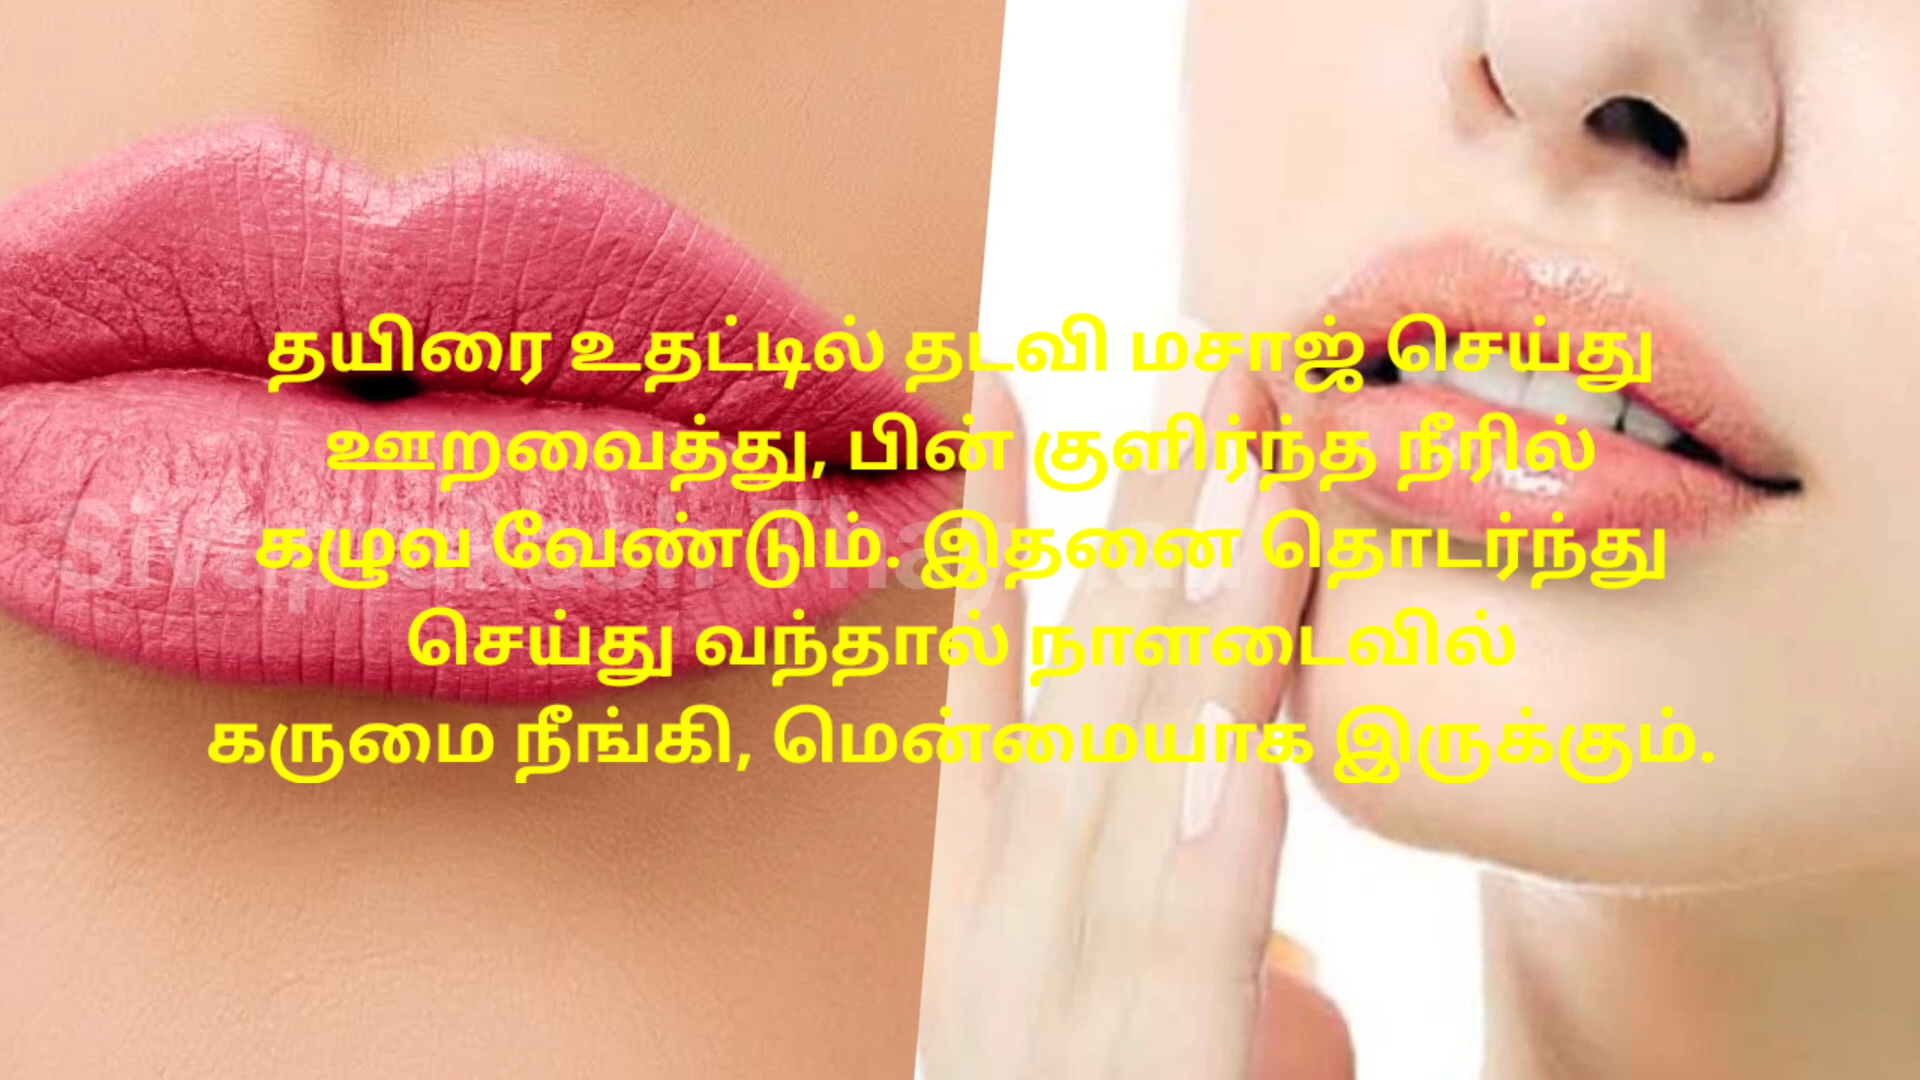 தயிரை உதட்டில் தடவி மசாஜ் செய்து
ஊறவைத்து, பின் குளிர்ந்த நீரில்
கழுவ வேண்டும். இதனை தொடர்ந்து
செய்து வந்தால் நாளடைவில்
கருமை நீங்கி, மென்மையாக இருக்கும்.